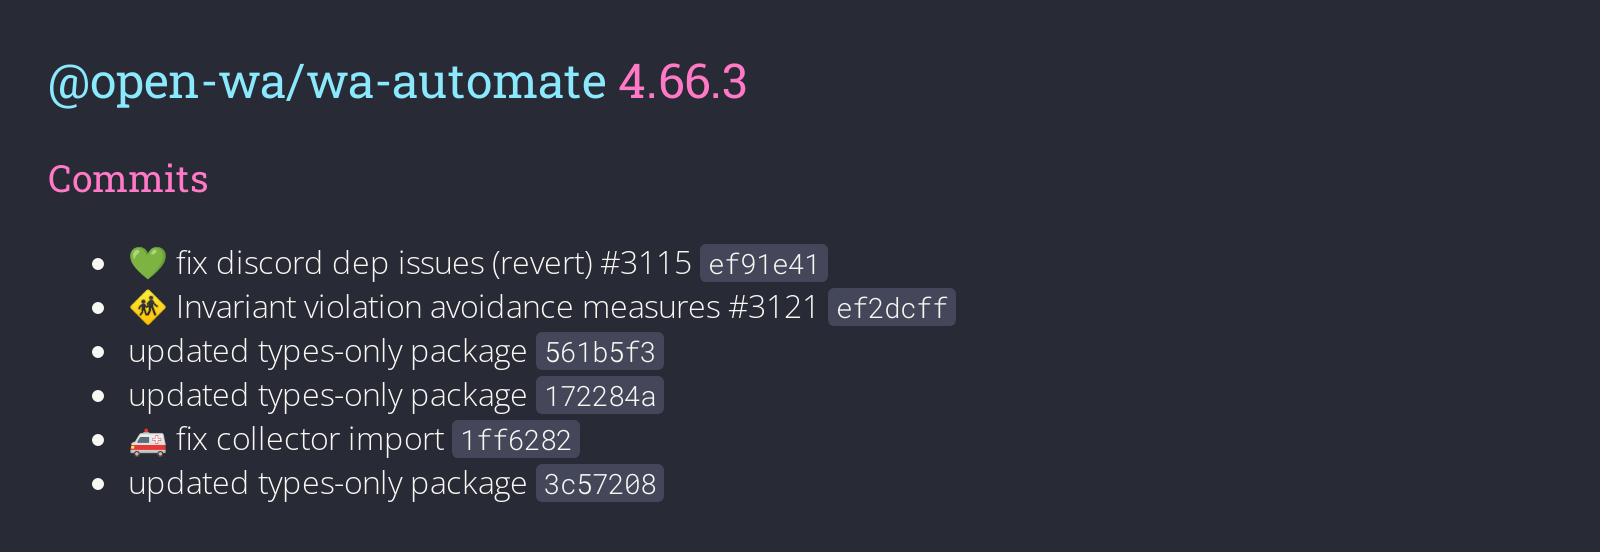 @open-wa/wa-automate 4.66.3
Commits
💚 fix discord dep issues (revert) #3115 ef91e41
🚸 Invariant violation avoidance measures #3121 ef2dcff
updated types-only package 561b5f3
updated types-only package 172284a
🚑 fix collector import 1ff6282
updated types-only package 3c57208